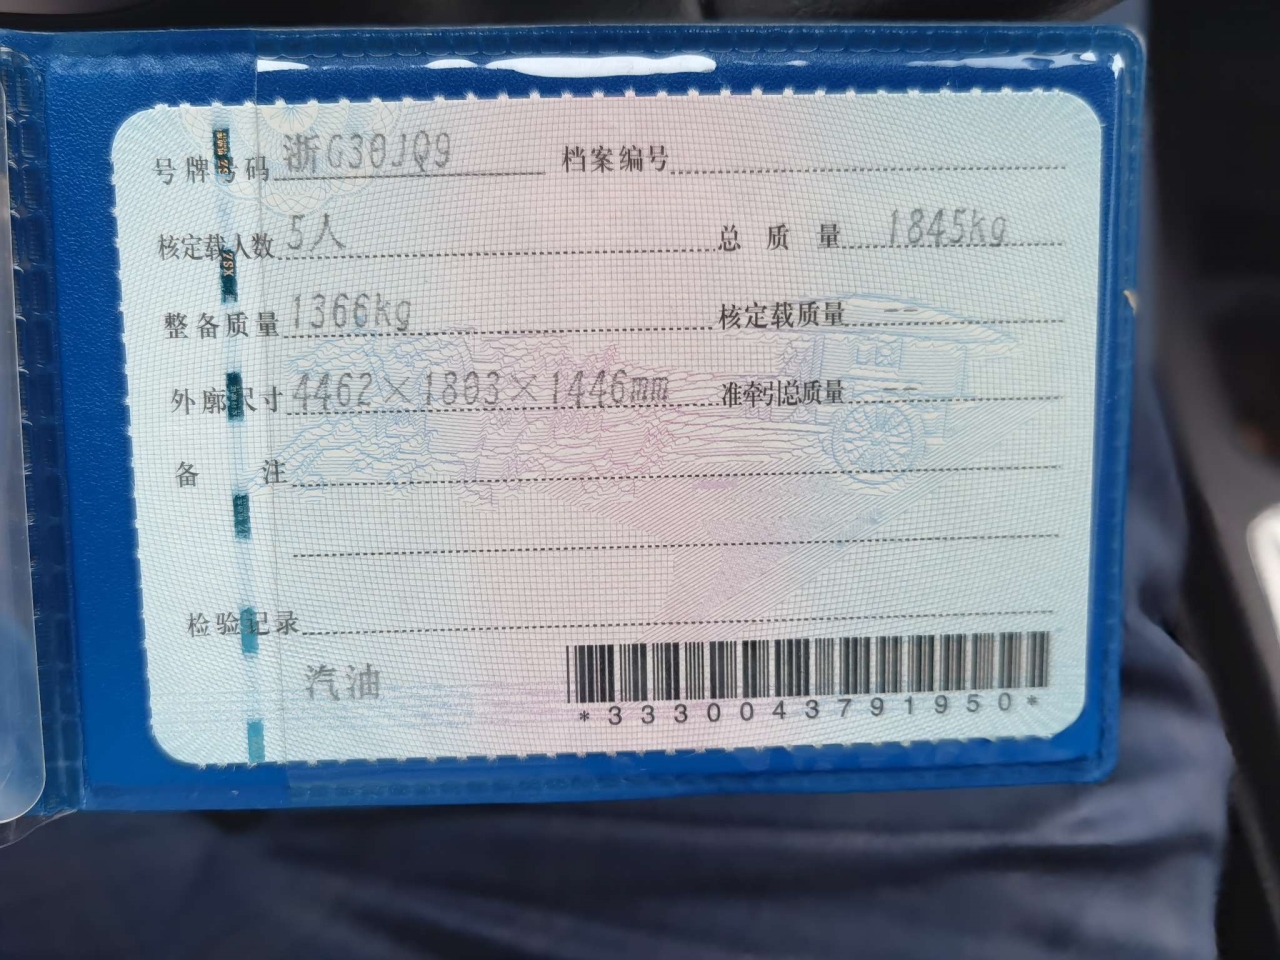 号牌号码 浙G30JQ9 档案编号
核定载人数 5人 总质量 1845kg
整备质量 1366kg 核定载质量 --
外廓尺寸 4462×1803×1446mm 准牵引总质量 --
备注
检验记录
汽油
*3330043791950*